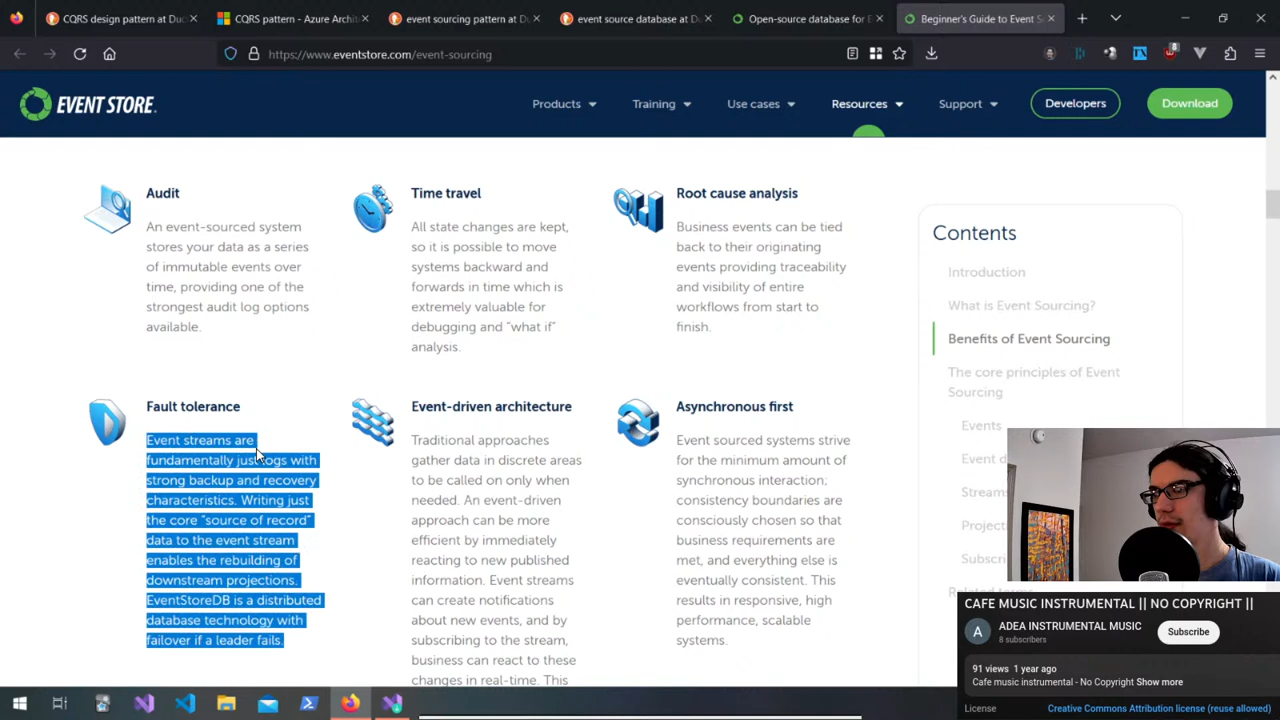 CQRS design pattern at Duc
CQRS pattern - Azure Archit
event sourcing pattern at Du
event source database at D
Open-source database for E
Beginner's Guide to Event S
https://www.eventstore.com/event-sourcing
8
EVENT STORE
Products
Training
Use cases
Resources
Support
Developers
Download
Audit
An event-sourced system
stores your data as a series
of immutable events over
time, providing one of the
strongest audit log options
available.
Time travel
All state changes are kept,
so it is possible to move
systems backward and
forwards in time which is
extremely valuable for
debugging and "what if"
analysis.
Root cause analysis
Business events can be tied
back to their originating
events providing traceability
and visibility of entire
workflows from start to
finish.
Fault tolerance
Event streams are
fundamentally just logs with
strong backup and recovery
characteristics. Writing just
the core "source of record"
data to the event stream
enables the rebuilding of
downstream projections.
EventStoreDB is a distributed
database technology with
failover if a leader fails.
Event-driven architecture
Traditional approaches
gather data in discrete areas
to be called on only when
needed. An event-driven
approach can be more
efficient by immediately
reacting to new published
information. Event streams
can create notifications
about new events, and by
subscribing to the stream,
business can react to these
changes in real-time. This
Asynchronous first
Event sourced systems strive
for the minimum amount of
synchronous interaction;
consistency boundaries are
consciously chosen so that
business requirements are
met, and everything else is
eventually consistent. This
results in responsive, high
performance, scalable
systems.
Contents
Introduction
What is Event Sourcing?
Benefits of Event Sourcing
The core principles of Event
Sourcing
Events
Event d
Streams
Project
Subscri
CAFE MUSIC INSTRUMENTAL || NO COPYRIGHT ||
A
ADEA INSTRUMENTAL MUSIC
8 subscribers
Subscribe
91 views 1 year ago
Cafe music instrumental - No Copyright Show more
License
Creative Commons Attribution license (reuse allowed)